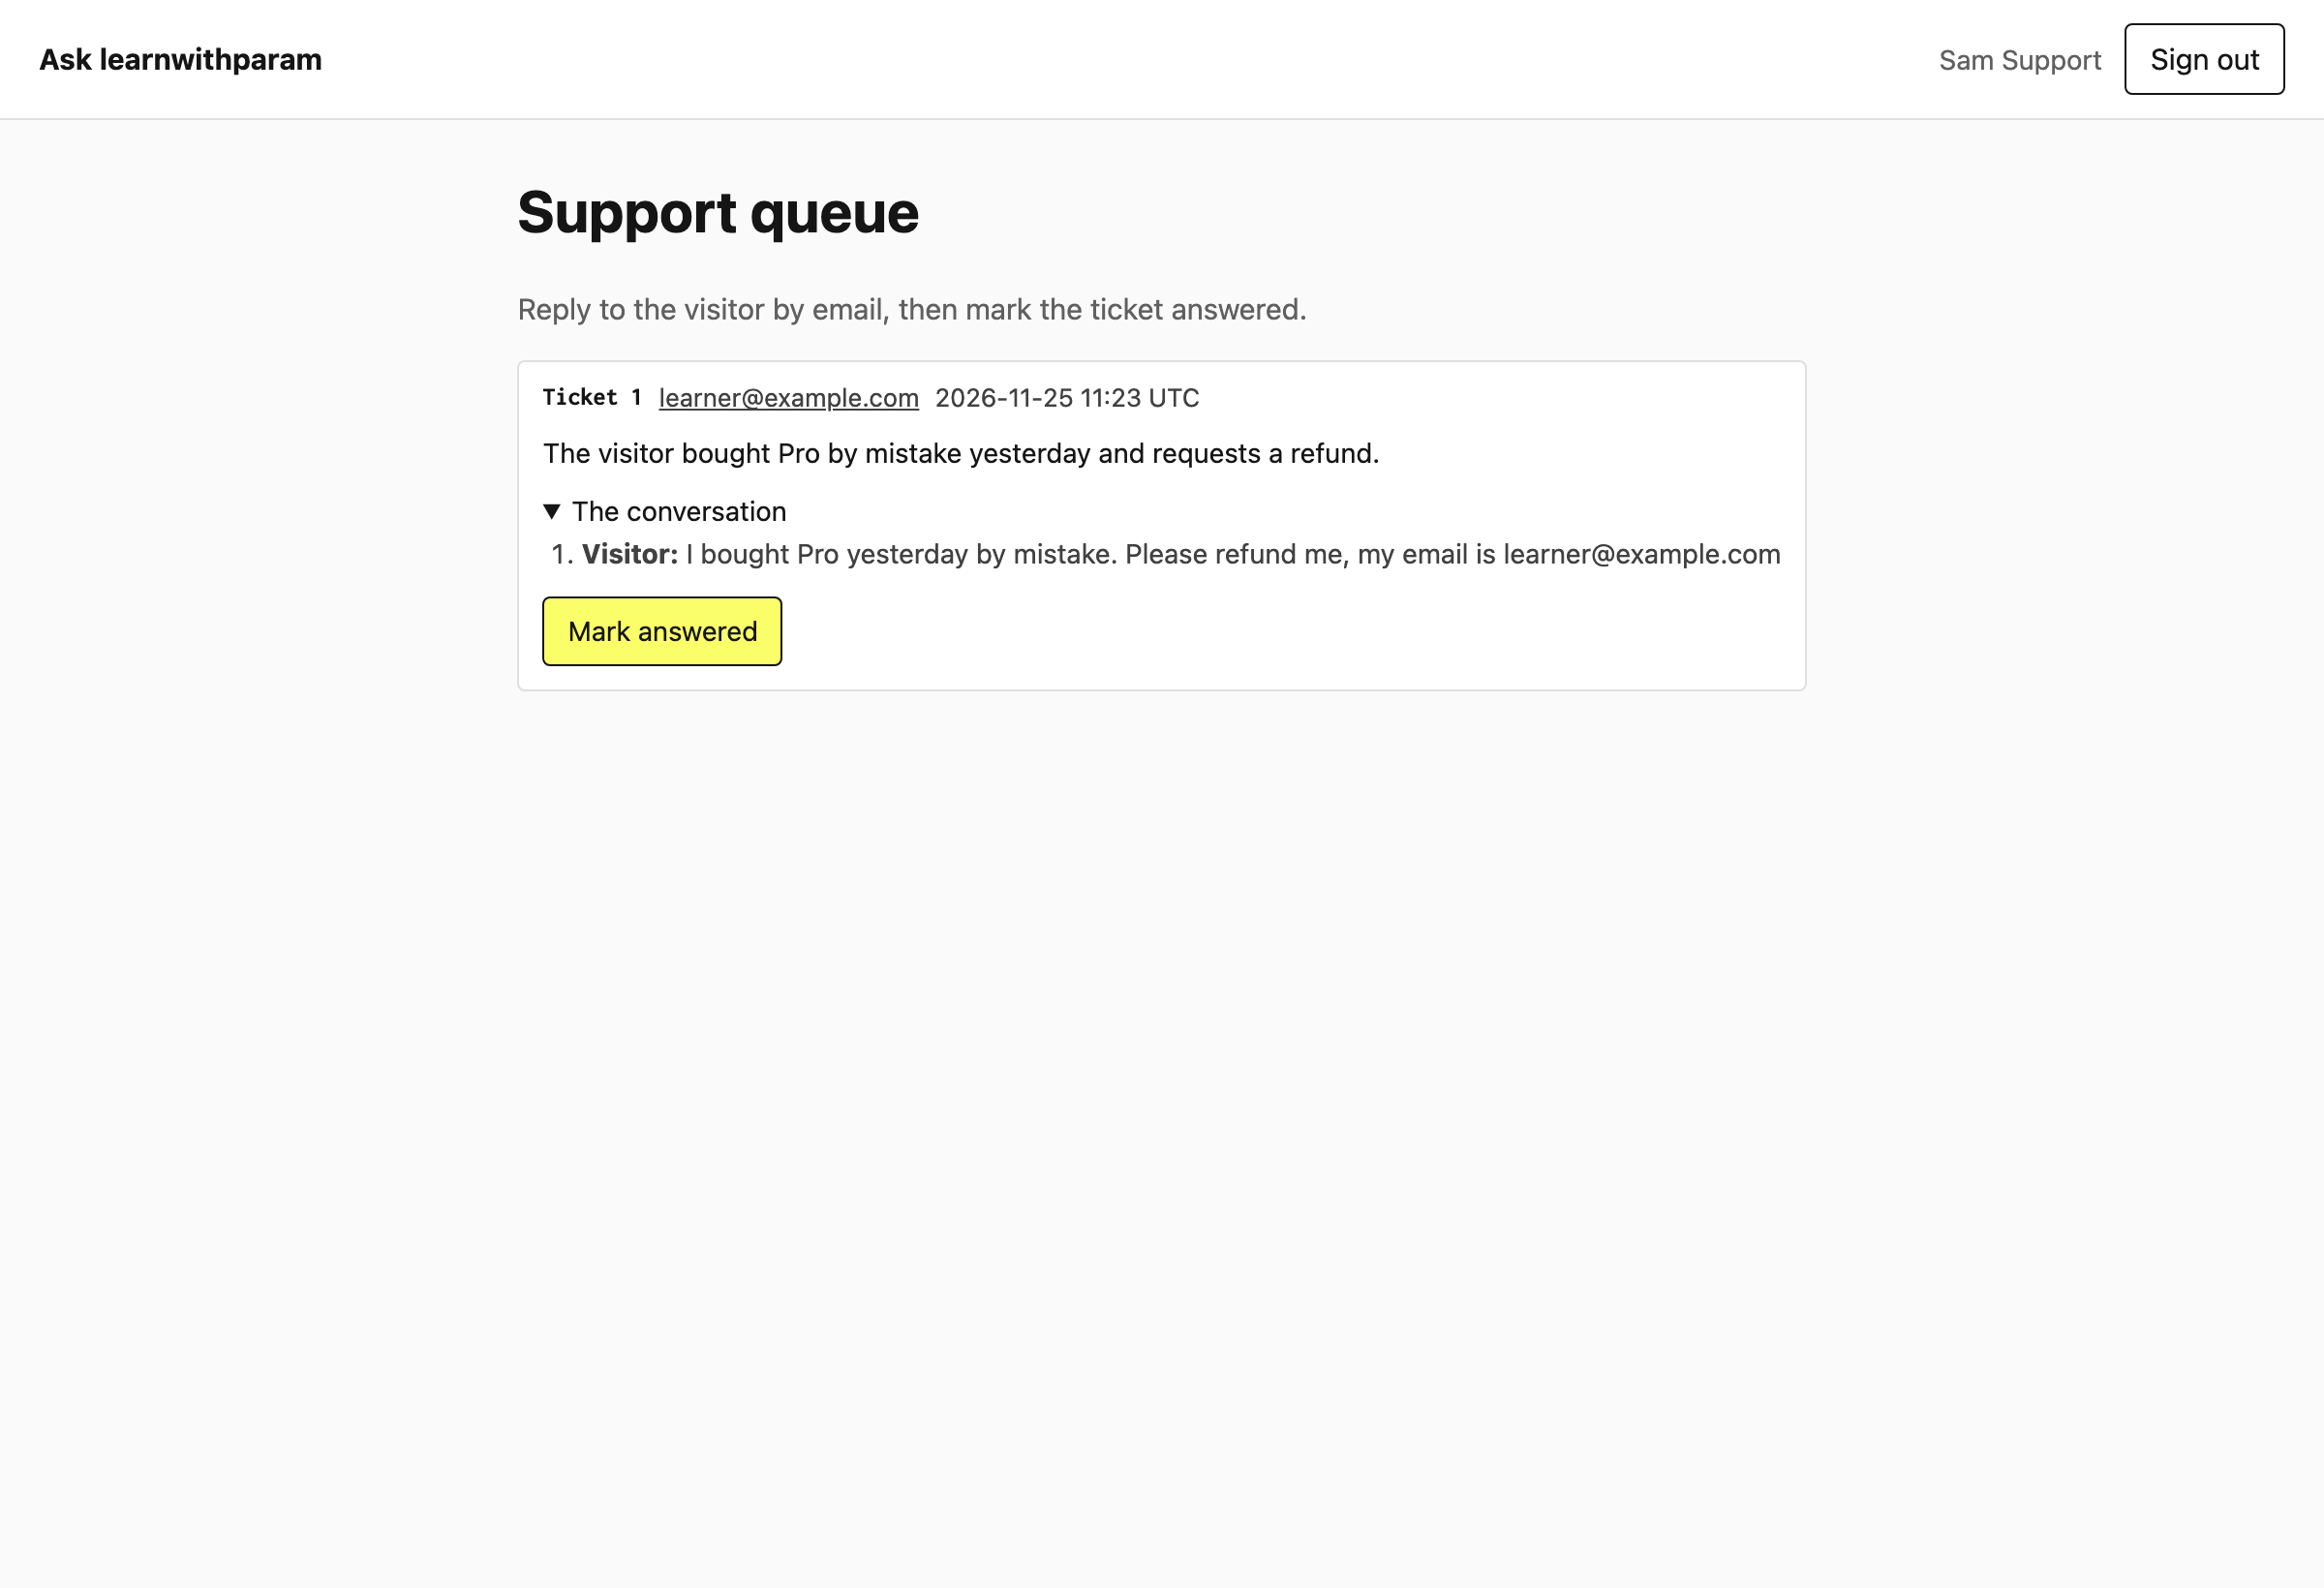 Ask learnwithparam
Sam Support
Sign out
Support queue
Reply to the visitor by email, then mark the ticket answered.
Ticket 1 learner@example.com 2026-11-25 11:23 UTC
The visitor bought Pro by mistake yesterday and requests a refund.
▼ The conversation
1. Visitor: I bought Pro yesterday by mistake. Please refund me, my email is learner@example.com
Mark answered